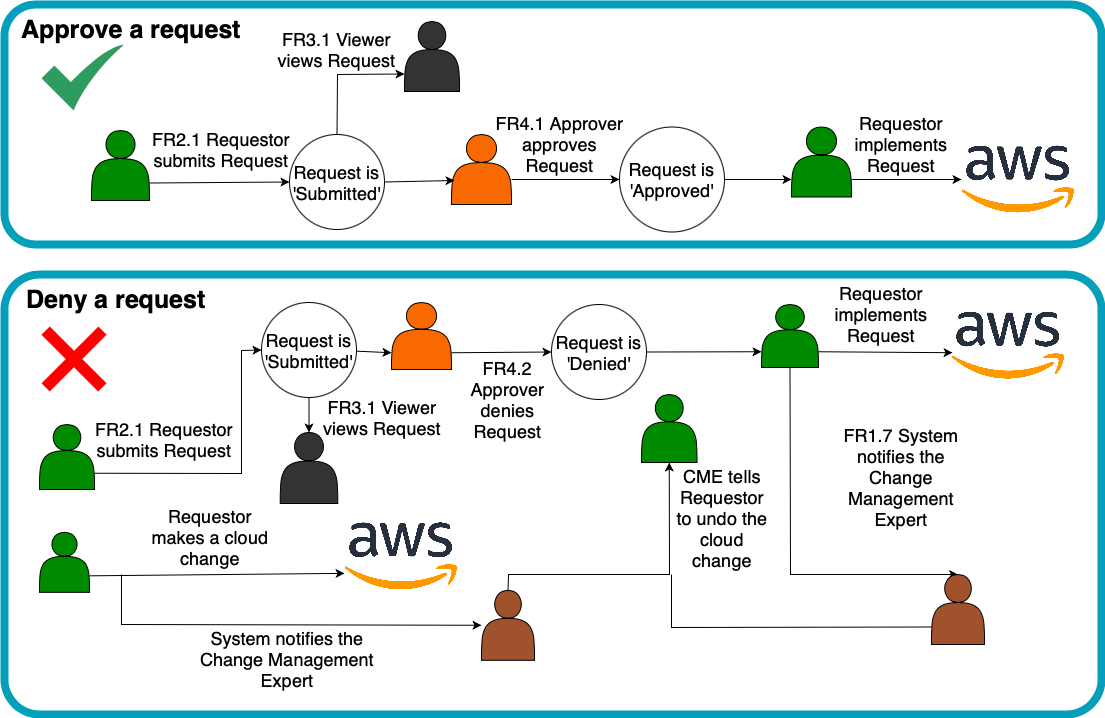 Approve a request
FR3.1 Viewer
views Request
FR2.1 Requestor
submits Request
Request is
'Submitted'
FR4.1 Approver
approves
Request
Request is
'Approved'
Requestor
implements
Request
aws
Deny a request
Request is
'Submitted'
FR4.2
Approver
denies
Request
Request is
'Denied'
Requestor
implements
Request
aws
FR2.1 Requestor
submits Request
FR3.1 Viewer
views Request
FR1.7 System
notifies the
Change
Management
Expert
CME tells
Requestor
to undo the
cloud
change
Requestor
makes a cloud
change
aws
System notifies the
Change Management
Expert